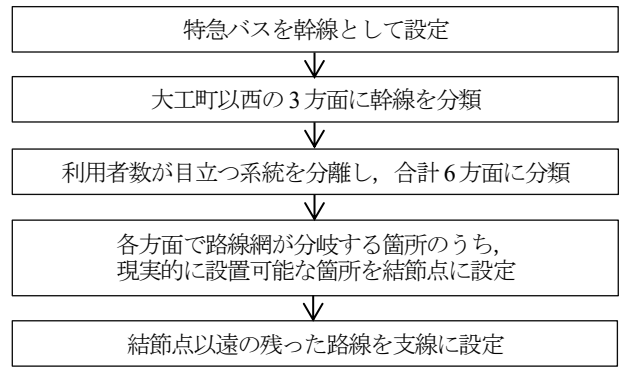 特急バスを幹線として設定
大工町以西の3方面に幹線を分類
利用者数が目立つ系統を分離し，合計6方面に分類
各方面で路線網が分岐する箇所のうち，
現実的に設置可能な箇所を結節点に設定
結節点以遠の残った路線を支線に設定